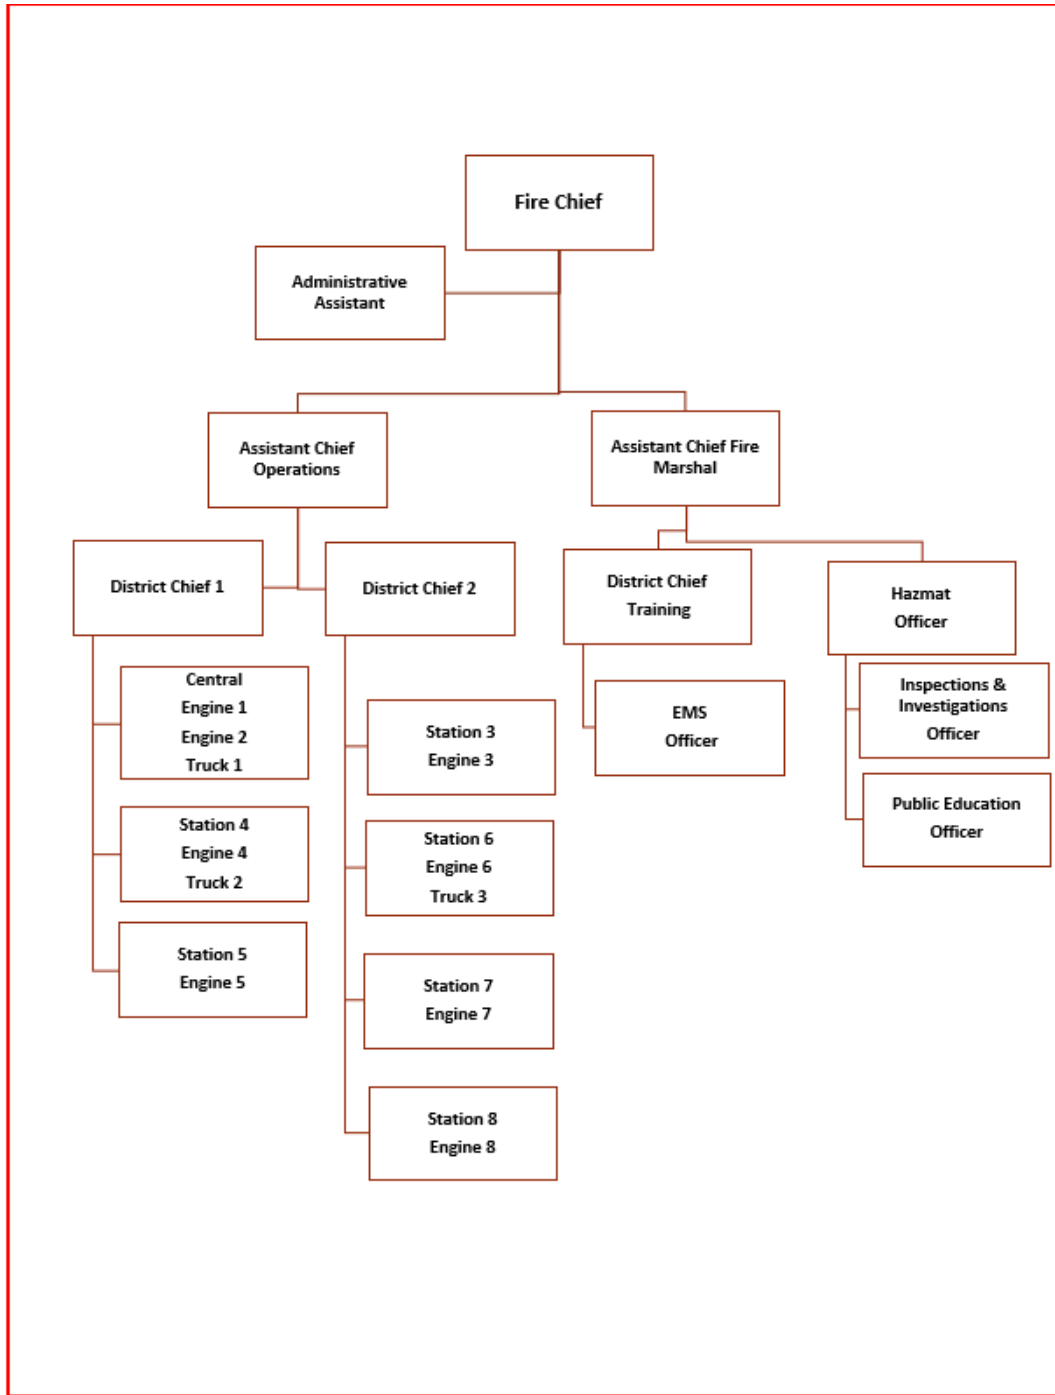 Fire Chief
Administrative
Assistant
Assistant Chief
Operations
Assistant Chief Fire
Marshal
District Chief 1
District Chief 2
District Chief
Training
Hazmat
Officer
Central
Engine 1
Engine 2
Truck 1
Station 4
Engine 4
Truck 2
Station 5
Engine 5
Station 3
Engine 3
Station 6
Engine 6
Truck 3
Station 7
Engine 7
Station 8
Engine 8
EMS
Officer
Inspections &
Investigations
Officer
Public Education
Officer